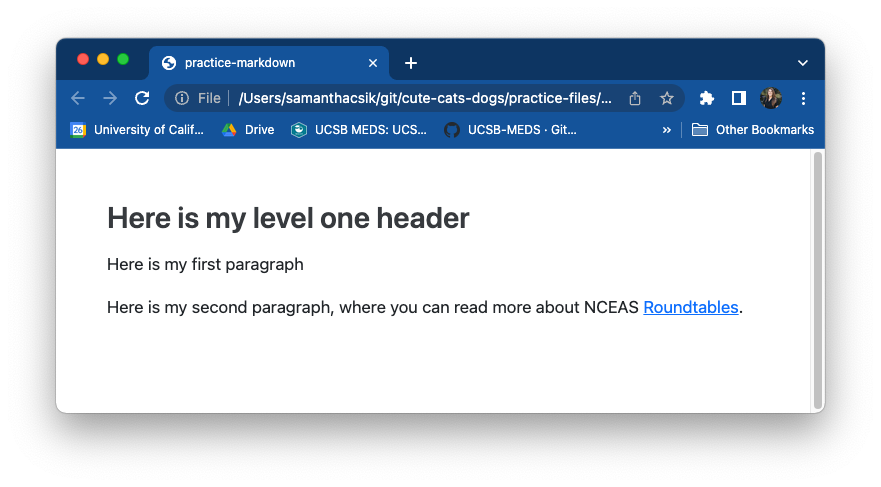 practice-markdown
File /Users/samanthacsik/git/cute-cats-dogs/practice-files/...
26 University of Calif... Drive UCSB MEDS: UCS... UCSB-MEDS · Git... » Other Bookmarks
Here is my level one header
Here is my first paragraph
Here is my second paragraph, where you can read more about NCEAS Roundtables.